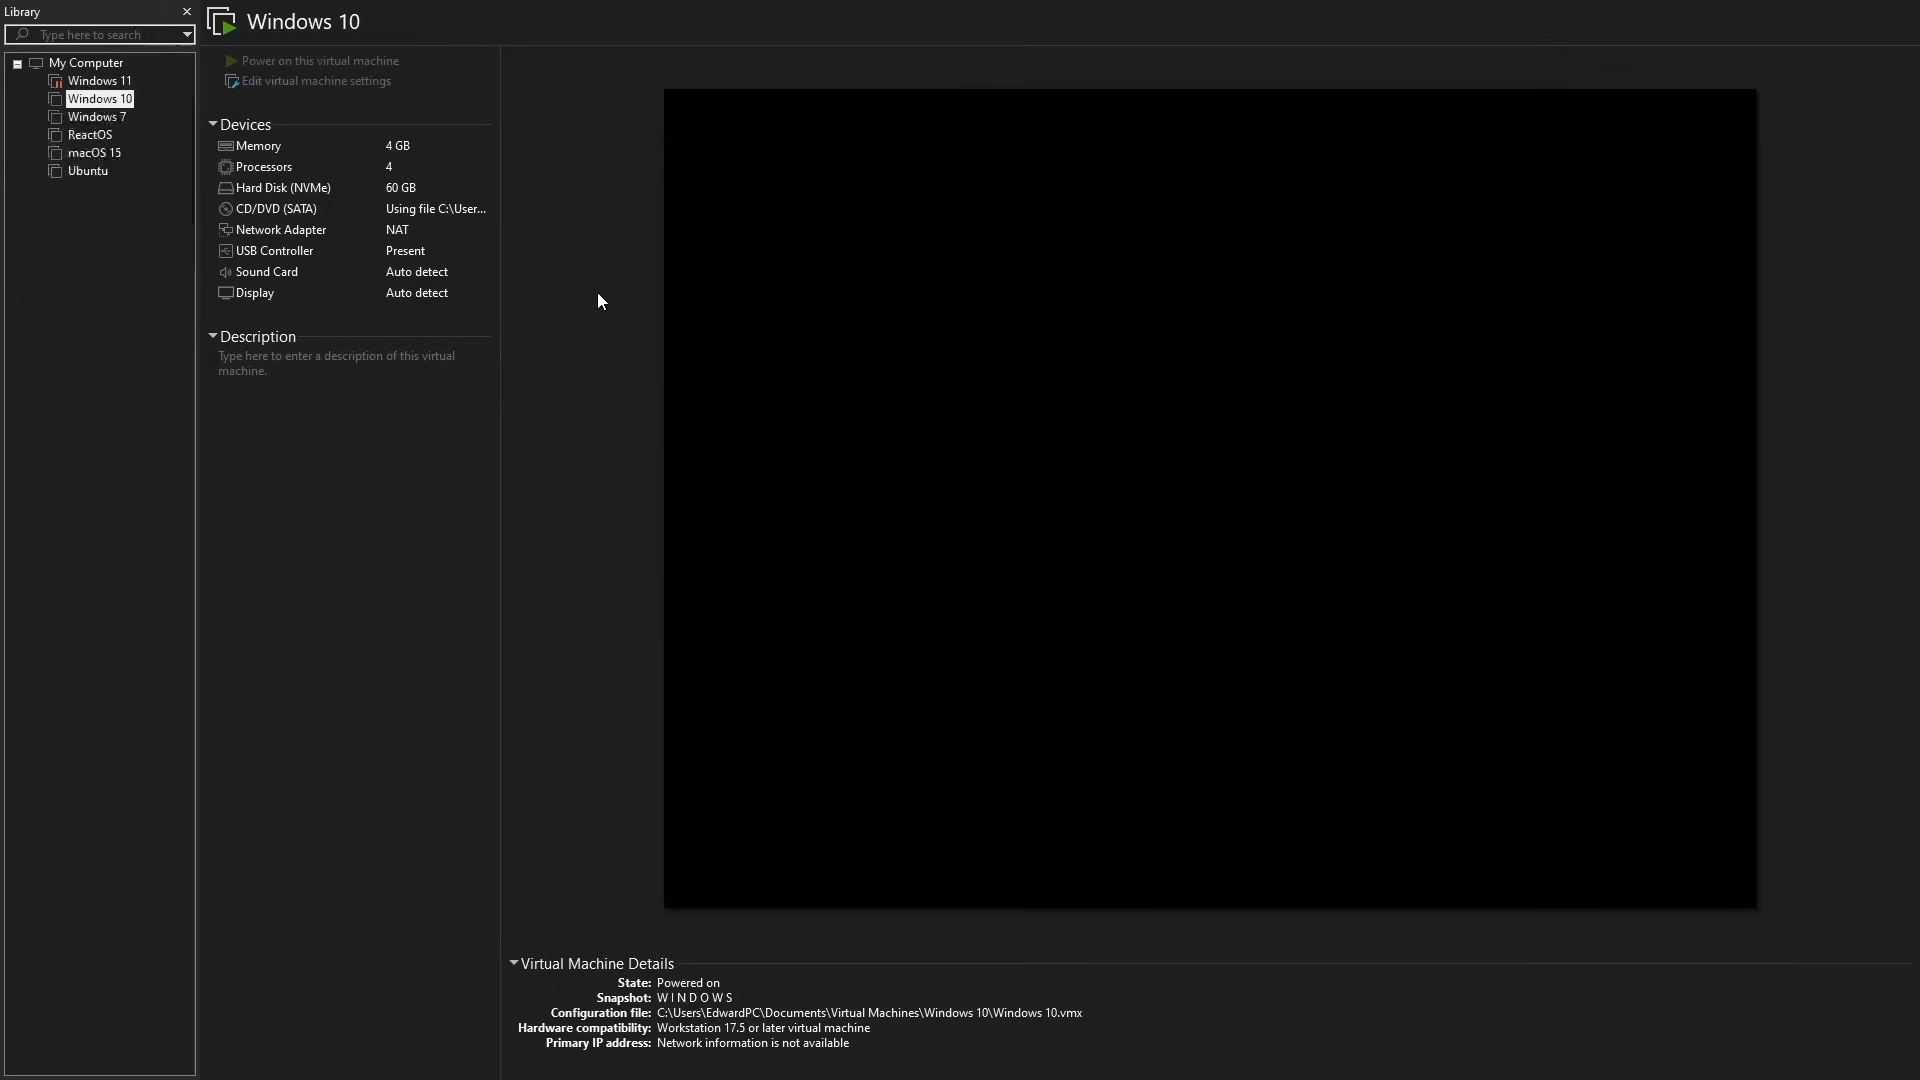 Library
Type here to search
My Computer
Windows 11
Windows 10
Windows 7
ReactOS
macOS 15
Ubuntu
Windows 10
Power on this virtual machine
Edit virtual machine settings
Devices
Memory 4 GB
Processors 4
Hard Disk (NVMe) 60 GB
CD/DVD (SATA) Using file C:\User...
Network Adapter NAT
USB Controller Present
Sound Card Auto detect
Display Auto detect
Description
Type here to enter a description of this virtual
machine.
Virtual Machine Details
State: Powered on
Snapshot: W I N D O W S
Configuration file: C:\Users\EdwardPC\Documents\Virtual Machines\Windows 10\Windows 10.vmx
Hardware compatibility: Workstation 17.5 or later virtual machine
Primary IP address: Network information is not available